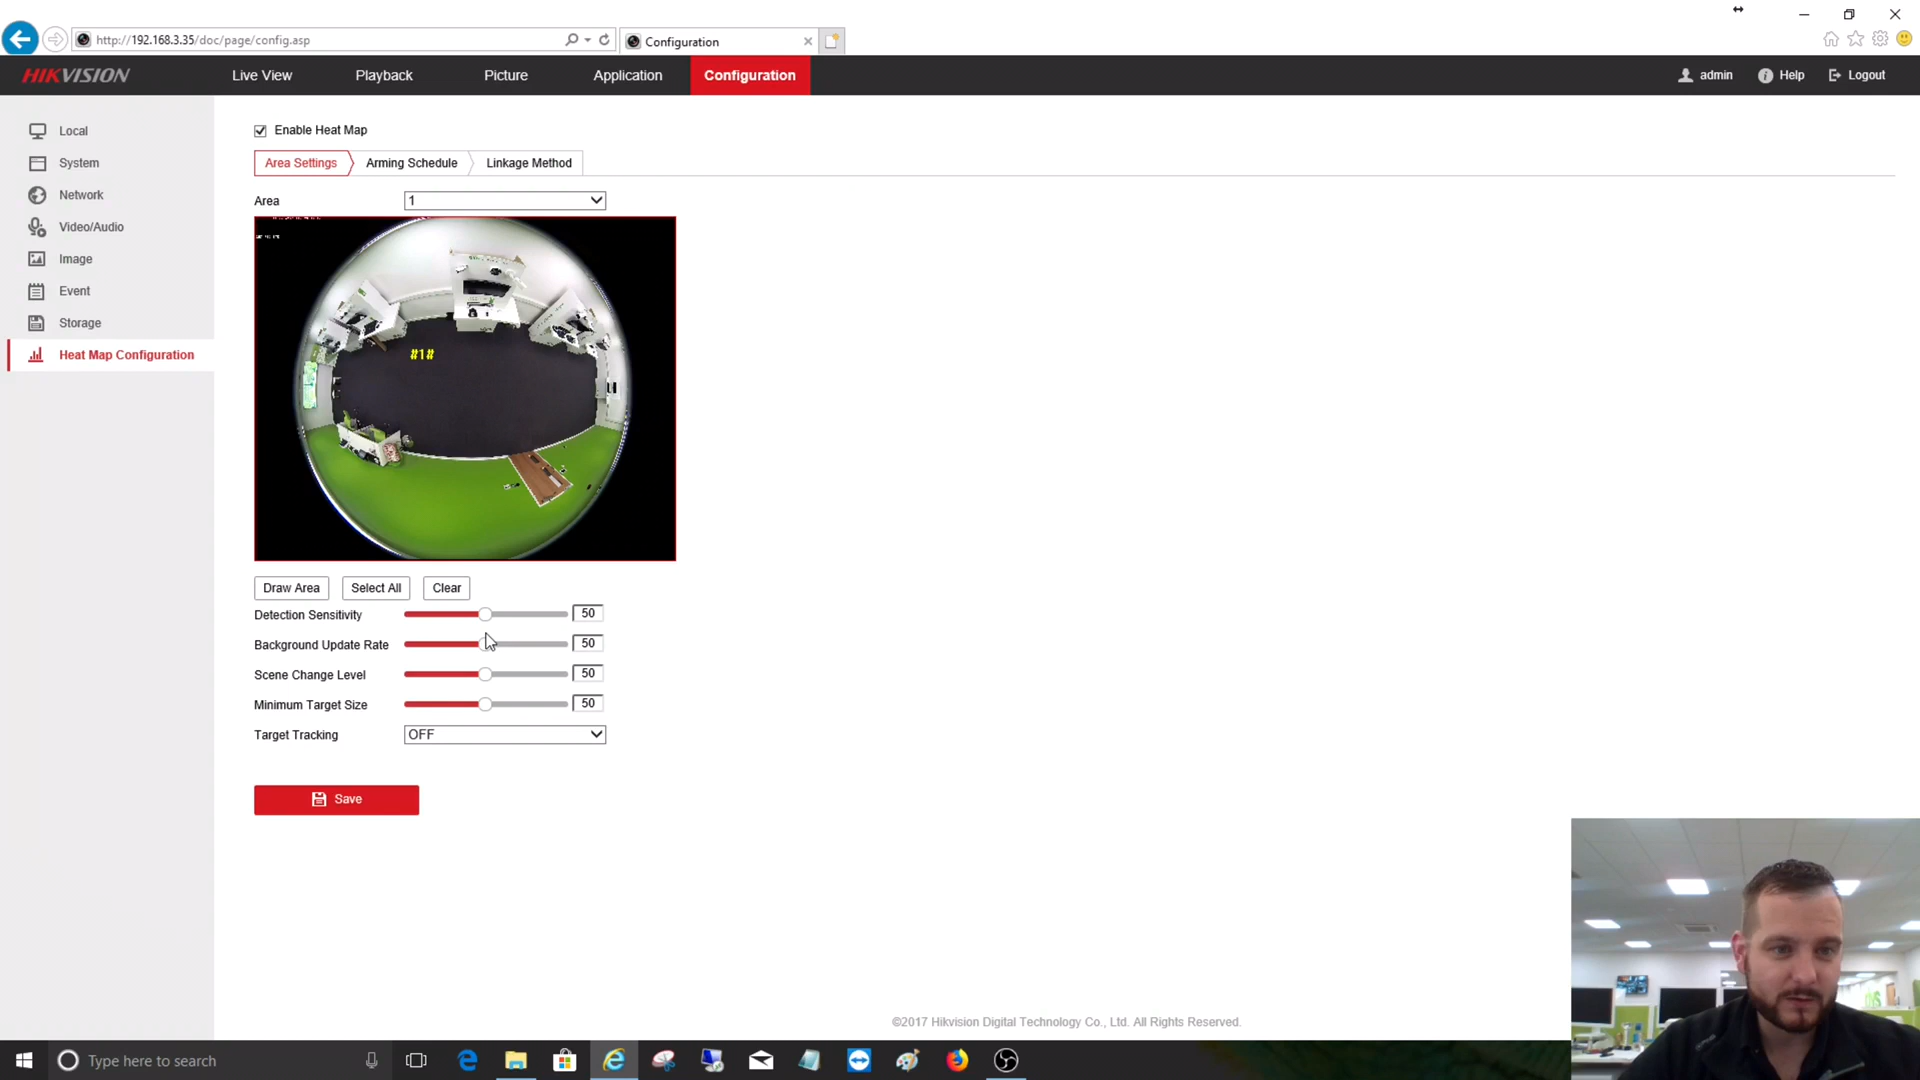 http://192.168.3.35/doc/page/config.asp
Configuration
HIKVISION
Live View
Playback
Picture
Application
Configuration
admin
Help
Logout
Local
System
Network
Video/Audio
Image
Event
Storage
Heat Map Configuration
Enable Heat Map
Area Settings
Arming Schedule
Linkage Method
Area
1
#1#
Draw Area
Select All
Clear
Detection Sensitivity
50
Background Update Rate
50
Scene Change Level
50
Minimum Target Size
50
Target Tracking
OFF
Save
©2017 Hikvision Digital Technology Co., Ltd. All Rights Reserved.
Type here to search